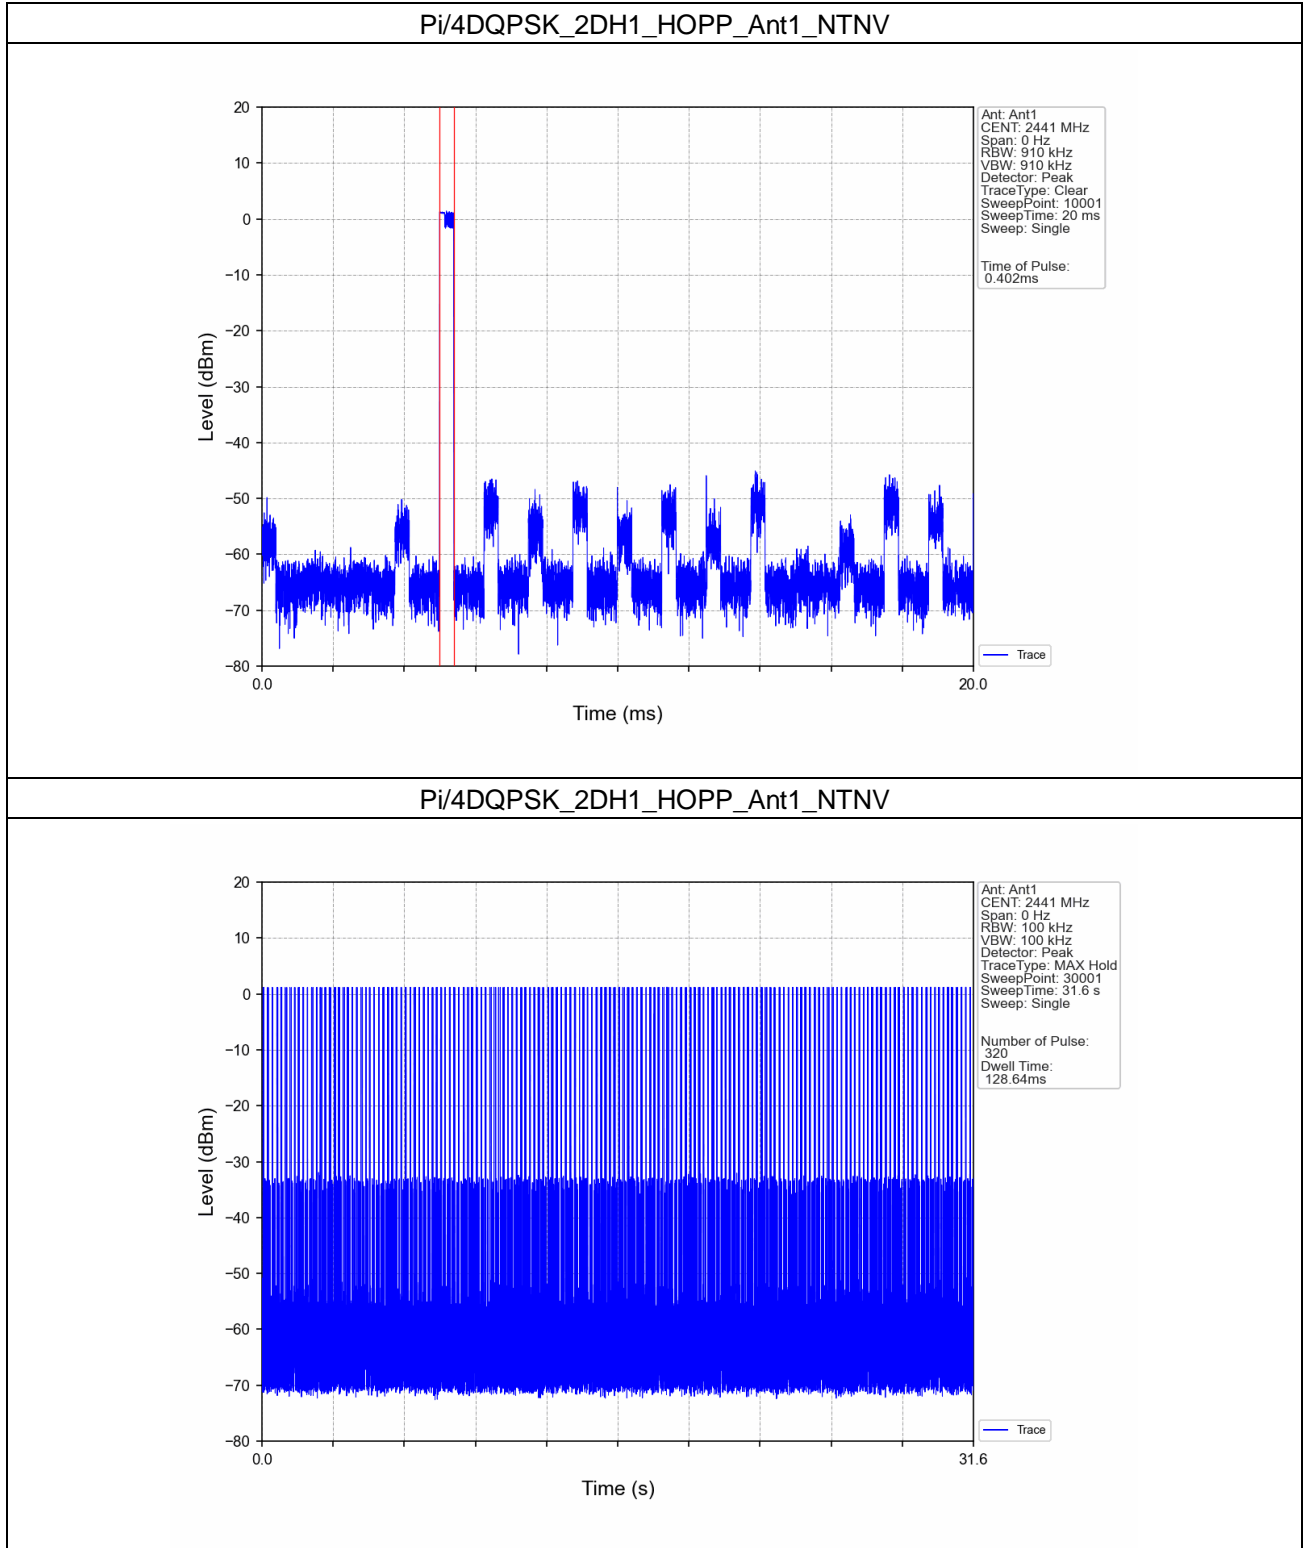 Pi/4DQPSK_2DH1_HOPP_Ant1_NTNV
20
10
0
−10
−20
−30
−40
−50
−60
−70
−80
Level (dBm)
0.0
20.0
Time (ms)
Ant: Ant1
CENT: 2441 MHz
Span: 0 Hz
RBW: 910 kHz
VBW: 910 kHz
Detector: Peak
TraceType: Clear
SweepPoint: 10001
SweepTime: 20 ms
Sweep: Single
Time of Pulse:
0.402ms
Trace
Pi/4DQPSK_2DH1_HOPP_Ant1_NTNV
20
10
0
−10
−20
−30
−40
−50
−60
−70
−80
Level (dBm)
0.0
31.6
Time (s)
Ant: Ant1
CENT: 2441 MHz
Span: 0 Hz
RBW: 100 kHz
VBW: 100 kHz
Detector: Peak
TraceType: MAX Hold
SweepPoint: 30001
SweepTime: 31.6 s
Sweep: Single
Number of Pulse:
320
Dwell Time:
128.64ms
Trace